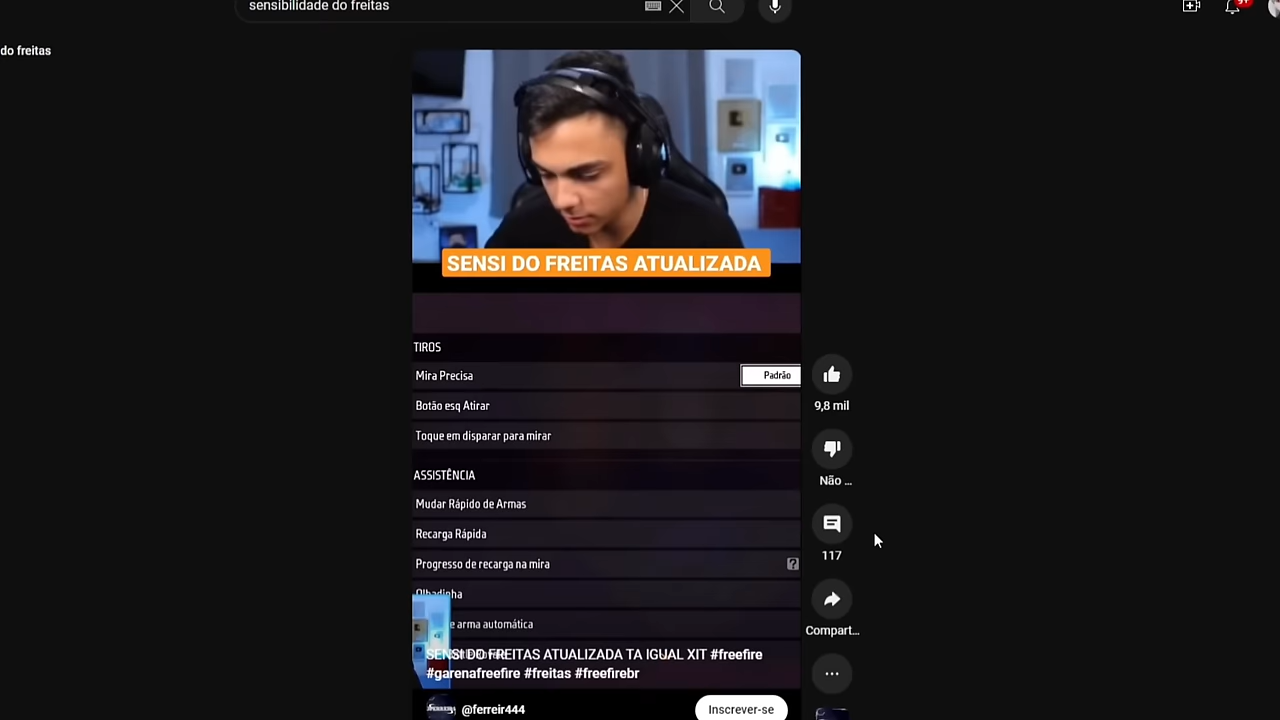 sensibilidade do freitas
9+
do freitas
SENSI DO FREITAS ATUALIZADA
TIROS
Mira Precisa
Padrão
Botão esq Atirar
Toque em disparar para mirar
ASSISTÊNCIA
Mudar Rápido de Armas
Recarga Rápida
Progresso de recarga na mira
?
Olhadinha
e arma automática
SENSI DO FREITAS ATUALIZADA TA IGUAL XIT #freefire
#garenafreefire #freitas #freefirebr
@ferreir444
Inscrever-se
9,8 mil
Não ...
117
Compart...